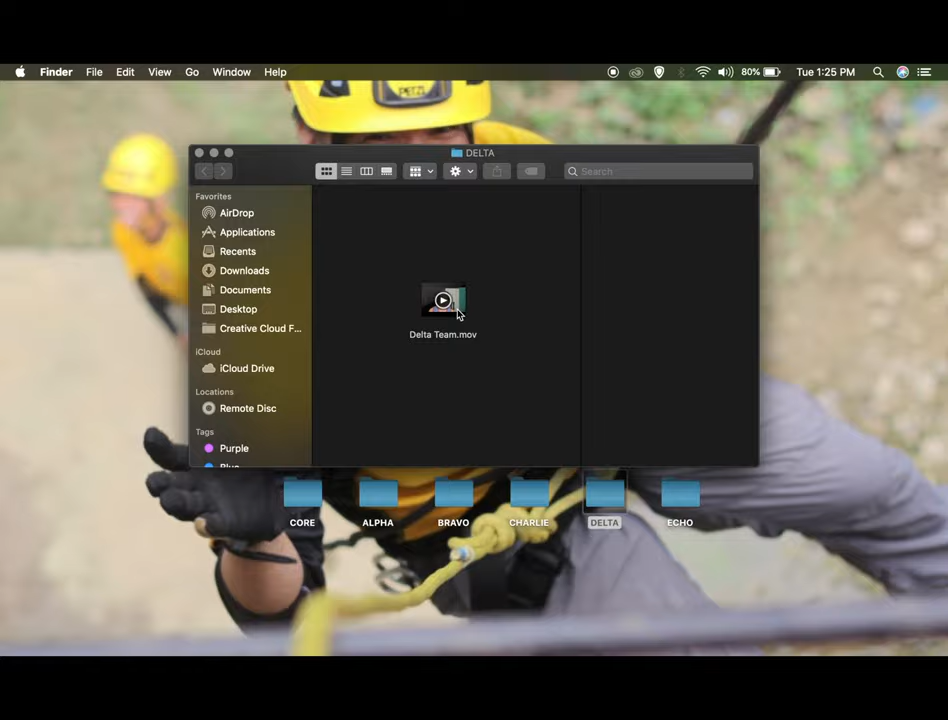 Finder File Edit View Go Window Help 80% Tue 1:25 PM
PETZL
DELTA
Search
Favorites
AirDrop
Applications
Recents
Downloads
Documents
Desktop
Creative Cloud F...
iCloud
iCloud Drive
Locations
Remote Disc
Tags
Purple
Blue
Delta Team.mov
CORE ALPHA BRAVO CHARLIE DELTA ECHO